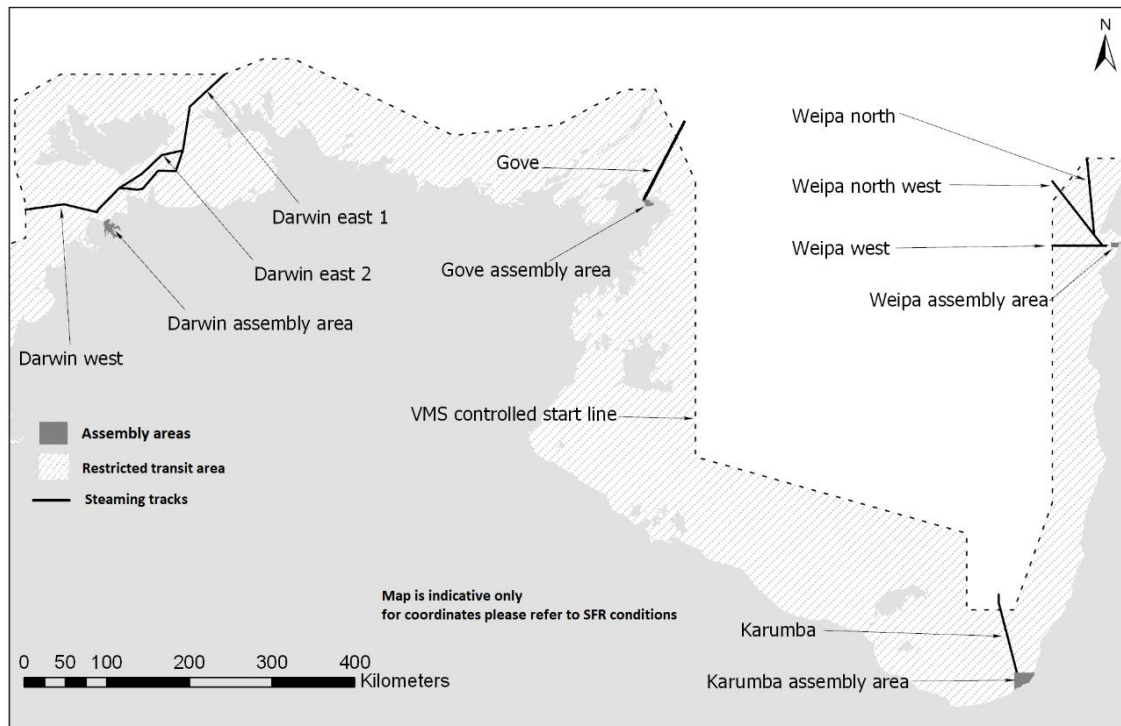 N
Weipa north
Gove
Weipa north west
Darwin east 1
Weipa west
Darwin east 2
Gove assembly area
Weipa assembly area
Darwin assembly area
Darwin west
VMS controlled start line
Assembly areas
Restricted transit area
Steaming tracks
Map is indicative only
for coordinates please refer to SFR conditions
Karumba
0 50 100 200 300 400
Kilometers
Karumba assembly area